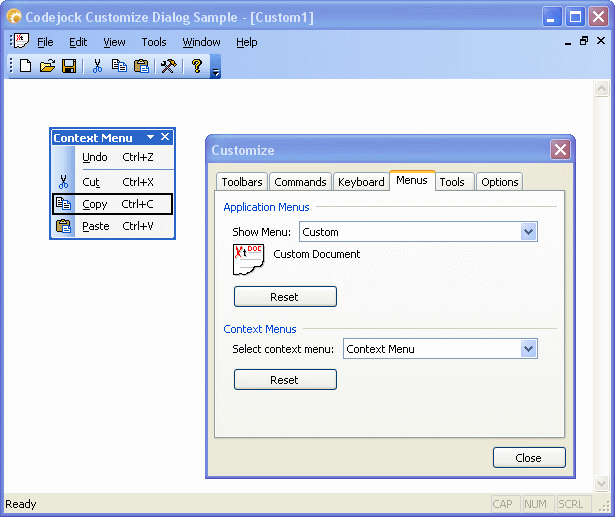 Codejock Customize Dialog Sample - [Custom1]
File Edit View Tools Window Help
Context Menu
Undo Ctrl+Z
Cut Ctrl+X
Copy Ctrl+C
Paste Ctrl+V
Customize
Toolbars Commands Keyboard Menus Tools Options
Application Menus
Show Menu: Custom
XtDOC Custom Document
Reset
Context Menus
Select context menu: Context Menu
Reset
Close
Ready CAP NUM SCRL